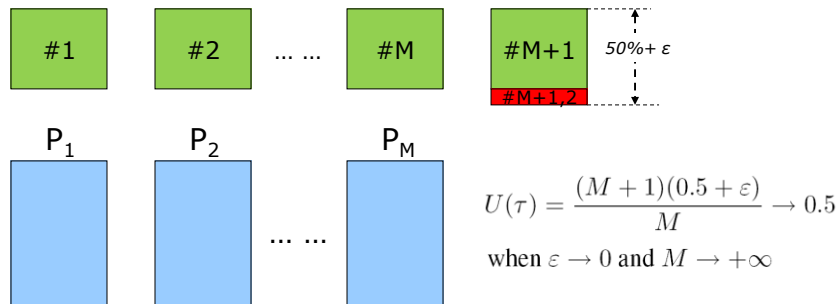 #1 #2 ... ... #M #M+1 50%+ ε
#M+1,2
P₁ P₂ P_M
... ...
U(τ) = (M + 1)(0.5 + ε) / M → 0.5
when ε → 0 and M → +∞